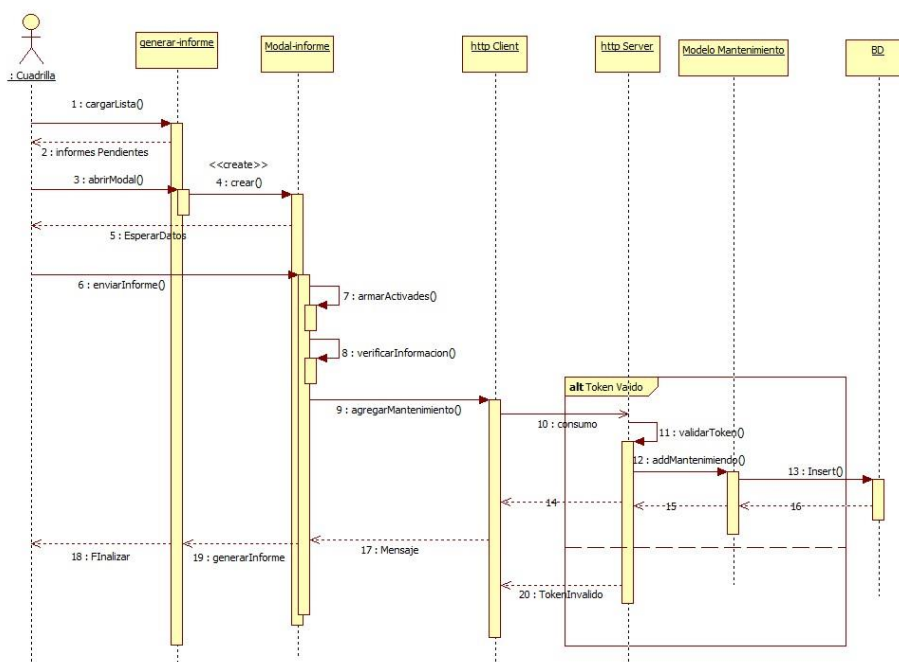 : Cuadrilla
generar-informe
Modal-informe
http Client
http Server
Modelo Mantenimiento
BD
1 : cargarLista()
2 : informes Pendientes
<<create>>
3 : abrirModal()
4 : crear()
5 : EsperarDatos
6 : enviarInforme()
7 : armarActivades()
8 : verificarInformacion()
alt Token Valido
9 : agregarMantenimiento()
10 : consumo
11 : validarToken()
12 : addMantenimiendo()
13 : Insert()
14
15
16
17 : Mensaje
18 : FInalizar
19 : generarInforme
20 : TokenInvalido